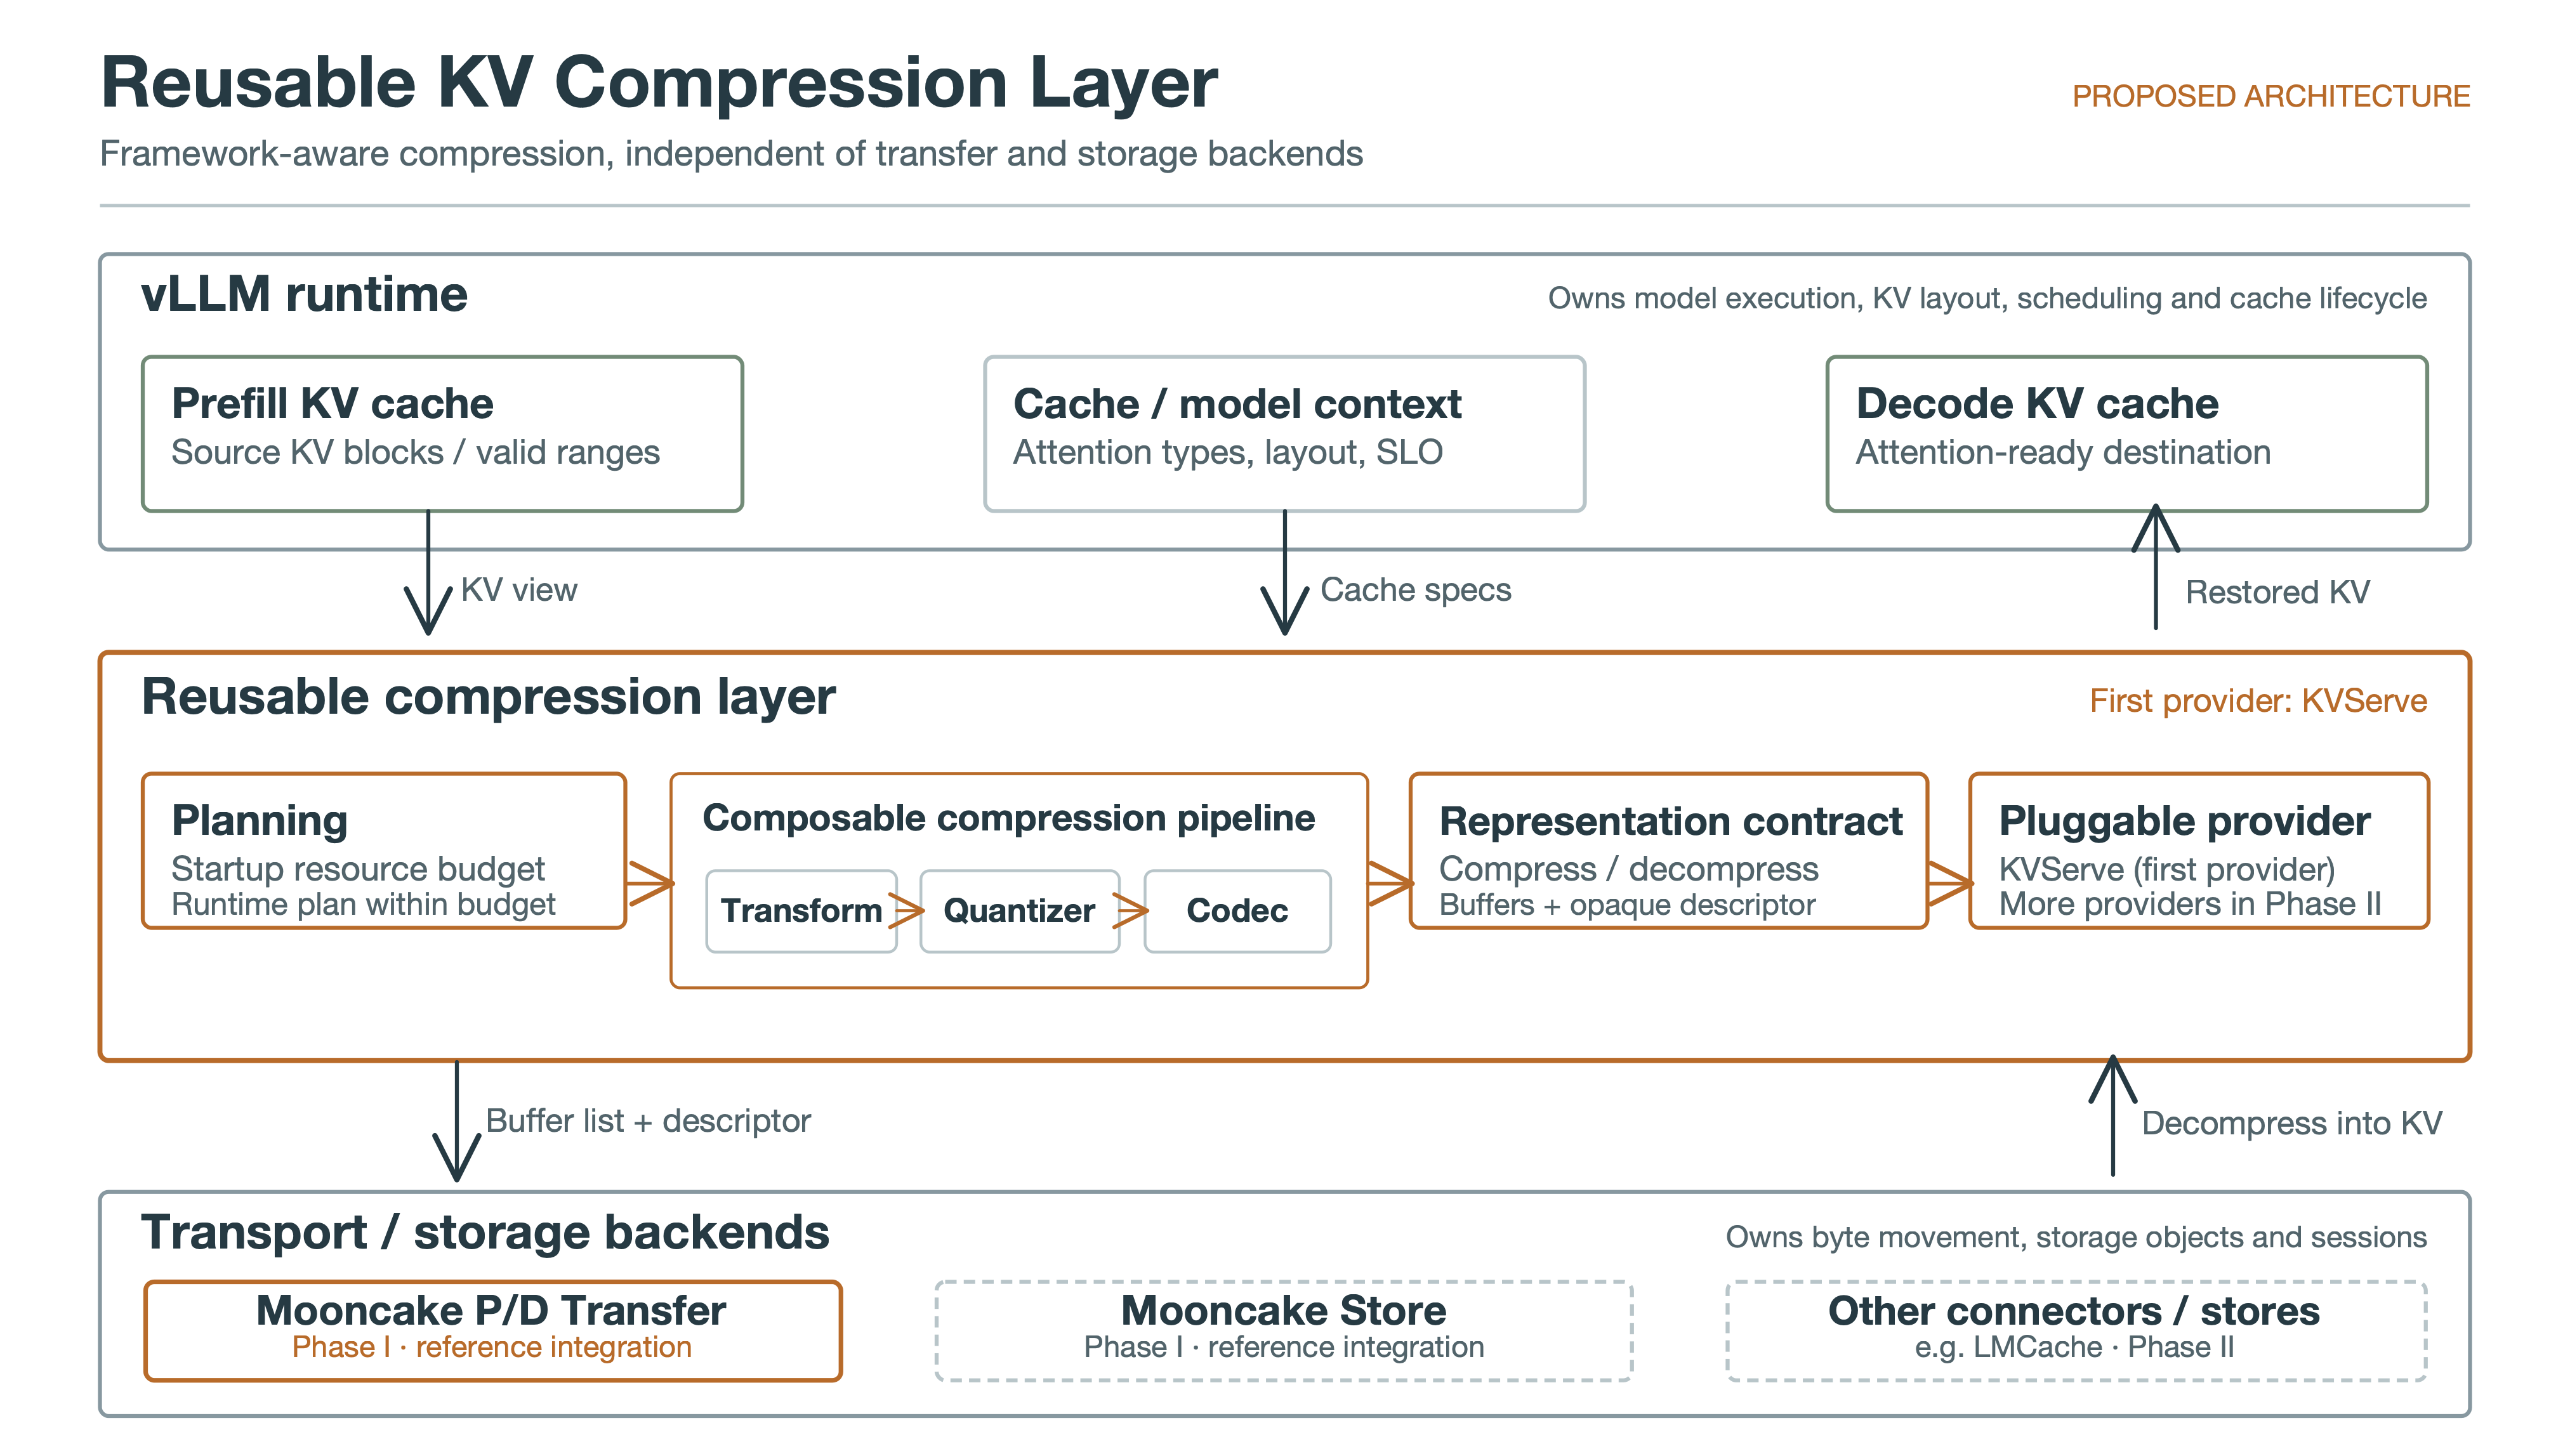 Reusable KV Compression Layer
PROPOSED ARCHITECTURE
Framework-aware compression, independent of transfer and storage backends
vLLM runtime
Owns model execution, KV layout, scheduling and cache lifecycle
Prefill KV cache
Source KV blocks / valid ranges
Cache / model context
Attention types, layout, SLO
Decode KV cache
Attention-ready destination
KV view
Cache specs
Restored KV
Reusable compression layer
First provider: KVServe
Planning
Startup resource budget
Runtime plan within budget
Composable compression pipeline
Transform
Quantizer
Codec
Representation contract
Compress / decompress
Buffers + opaque descriptor
Pluggable provider
KVServe (first provider)
More providers in Phase II
Buffer list + descriptor
Decompress into KV
Transport / storage backends
Owns byte movement, storage objects and sessions
Mooncake P/D Transfer
Phase I · reference integration
Mooncake Store
Phase I · reference integration
Other connectors / stores
e.g. LMCache · Phase II